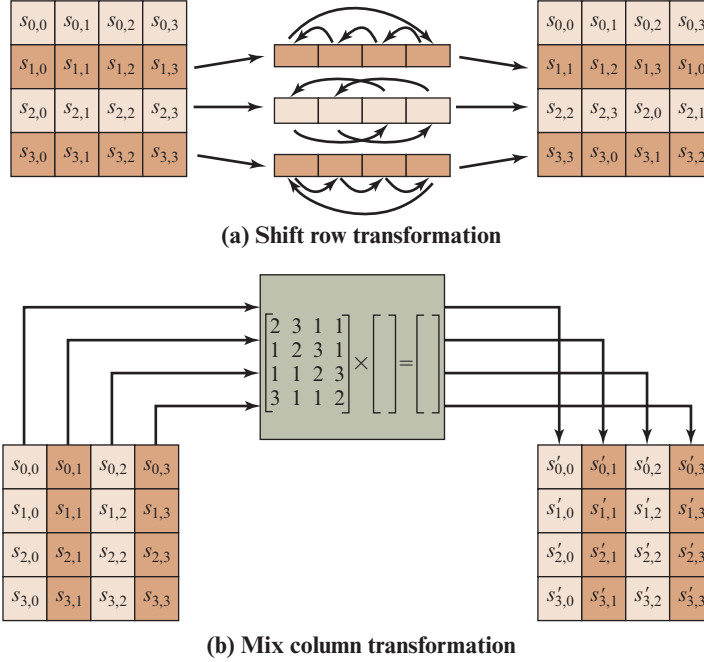 s0,0 s0,1 s0,2 s0,3 s0,0 s0,1 s0,2 s0,3
s1,0 s1,1 s1,2 s1,3 s1,1 s1,2 s1,3 s1,0
s2,0 s2,1 s2,2 s2,3 s2,2 s2,3 s2,0 s2,1
s3,0 s3,1 s3,2 s3,3 s3,3 s3,0 s3,1 s3,2
(a) Shift row transformation
2 3 1 1
1 2 3 1
× =
1 1 2 3
3 1 1 2
s0,0 s0,1 s0,2 s0,3 s′0,0 s′0,1 s′0,2 s′0,3
s1,0 s1,1 s1,2 s1,3 s′1,0 s′1,1 s′1,2 s′1,3
s2,0 s2,1 s2,2 s2,3 s′2,0 s′2,1 s′2,2 s′2,3
s3,0 s3,1 s3,2 s3,3 s′3,0 s′3,1 s′3,2 s′3,3
(b) Mix column transformation